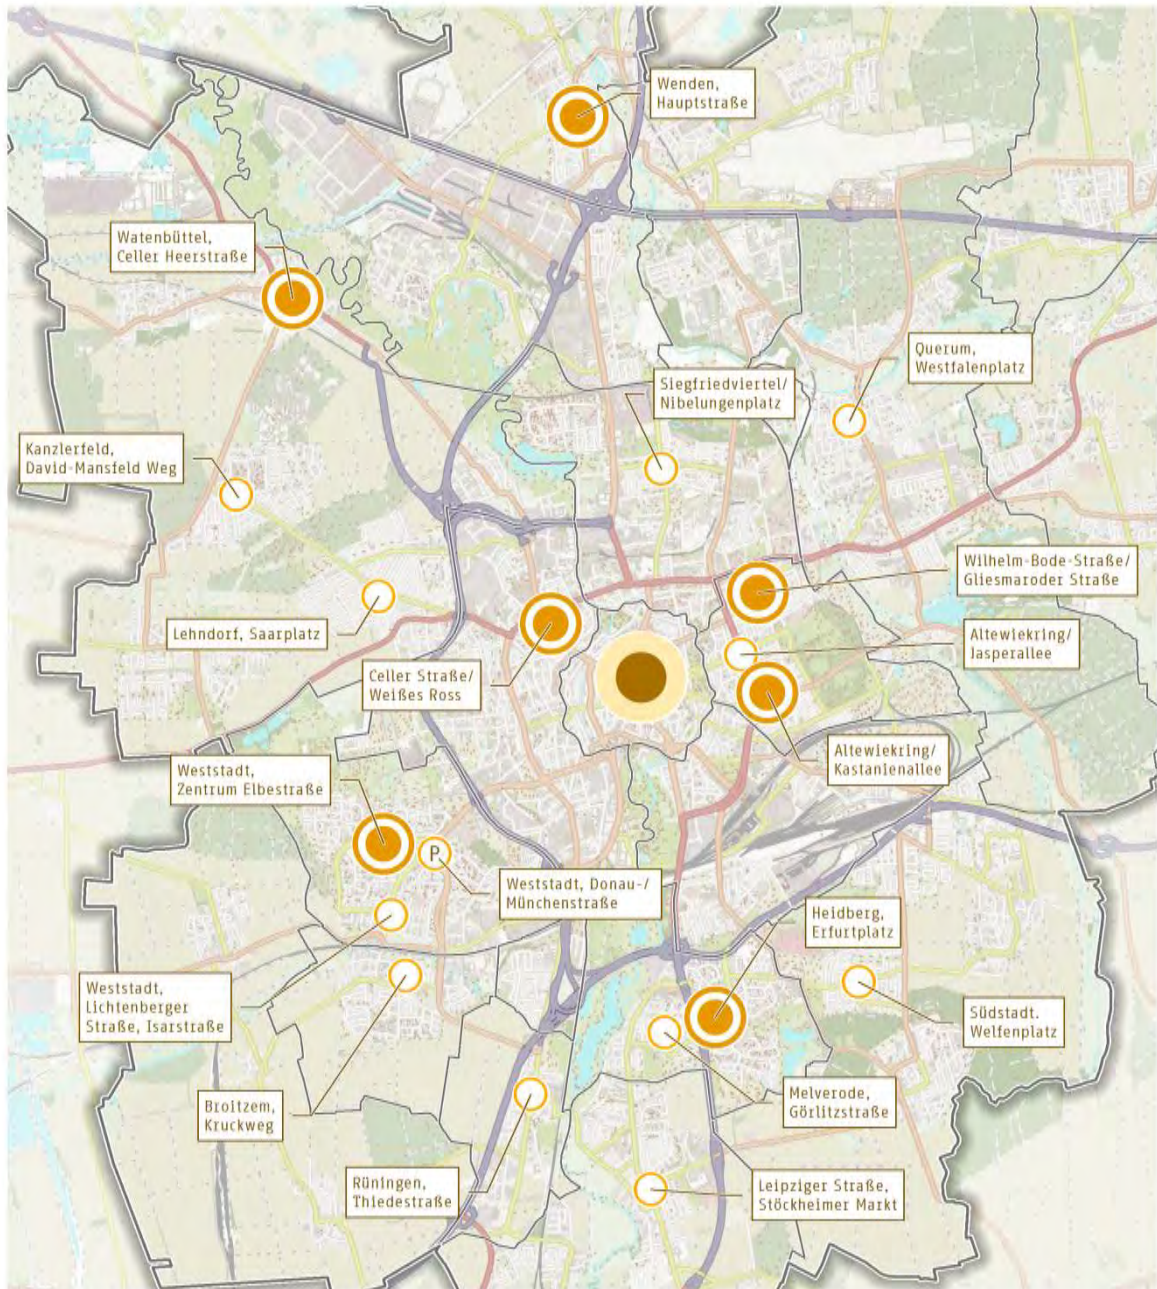 Wenden,
Hauptstraße
Watenbüttel,
Celler Heerstraße
Querum,
Westfalenplatz
Siegfriedviertel/
Nibelungenplatz
Kanzlerfeld,
David-Mansfeld Weg
Wilhelm-Bode-Straße/
Gliesmaroder Straße
Lehndorf, Saarplatz
Altewiekring/
Jasperallee
Celler Straße/
Weißes Ross
Altewiekring/
Kastanienallee
Weststadt,
Zentrum Elbestraße
P
Weststadt, Donau-/
Münchenstraße
Heidberg,
Erfurtplatz
Weststadt,
Lichtenberger
Straße, Isarstraße
Südstadt.
Welfenplatz
Broitzem,
Kruckweg
Melverode,
Görlitzstraße
Rüningen,
Thiedestraße
Leipziger Straße,
Stöckheimer Markt